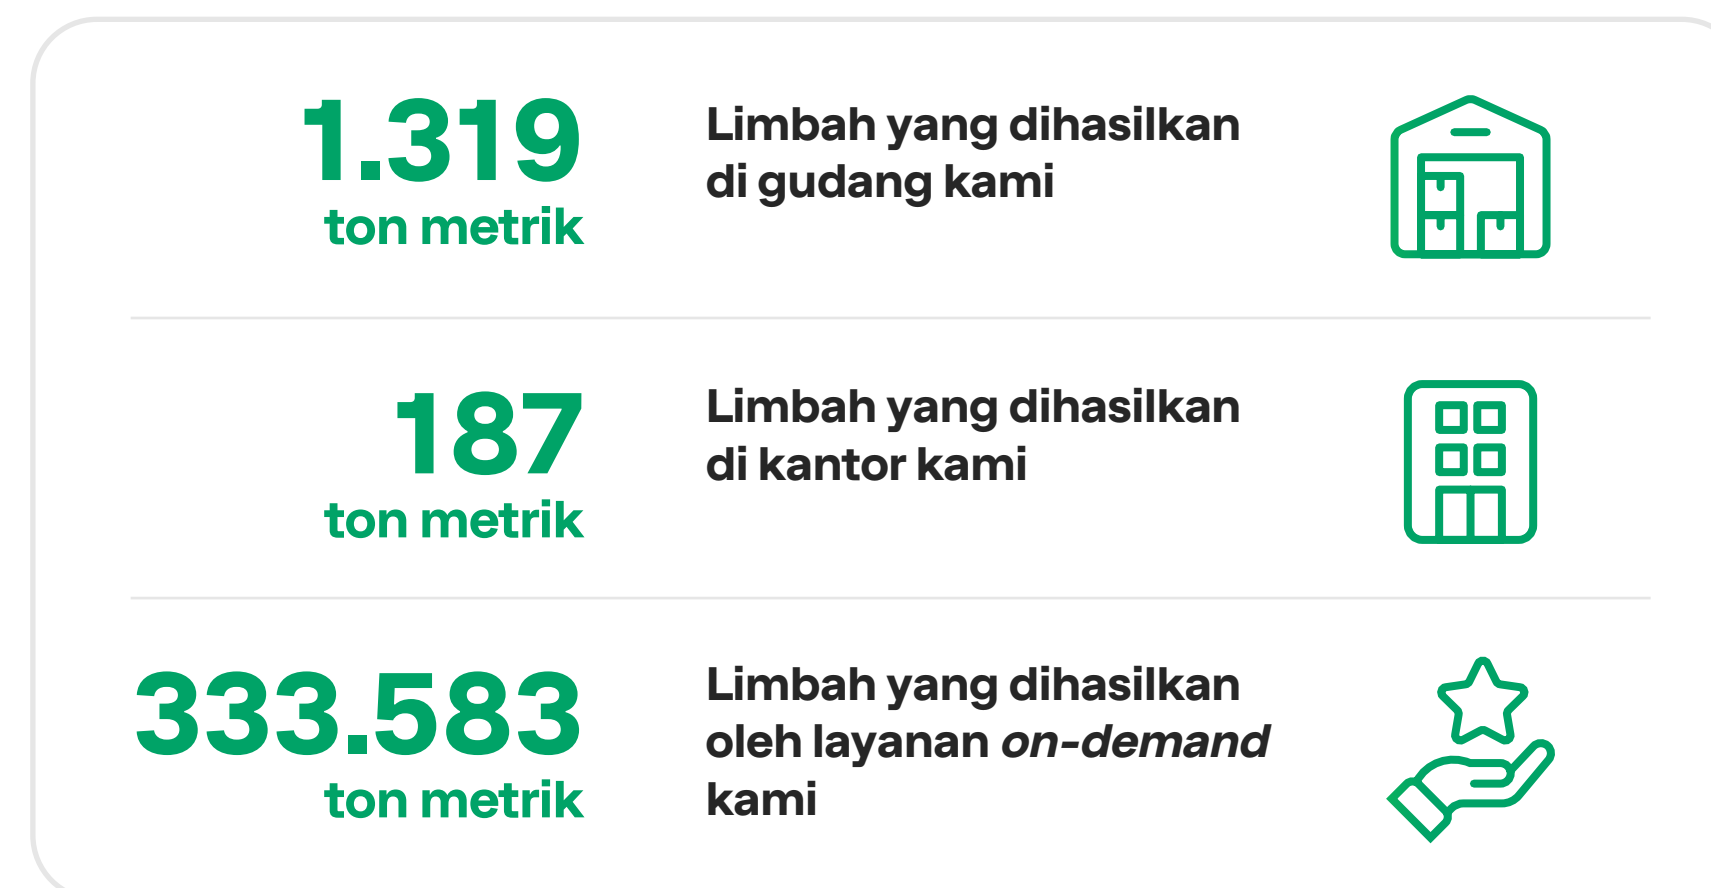 1.319
ton metrik
Limbah yang dihasilkan
di gudang kami
187
ton metrik
Limbah yang dihasilkan
di kantor kami
333.583
ton metrik
Limbah yang dihasilkan
oleh layanan on-demand
kami